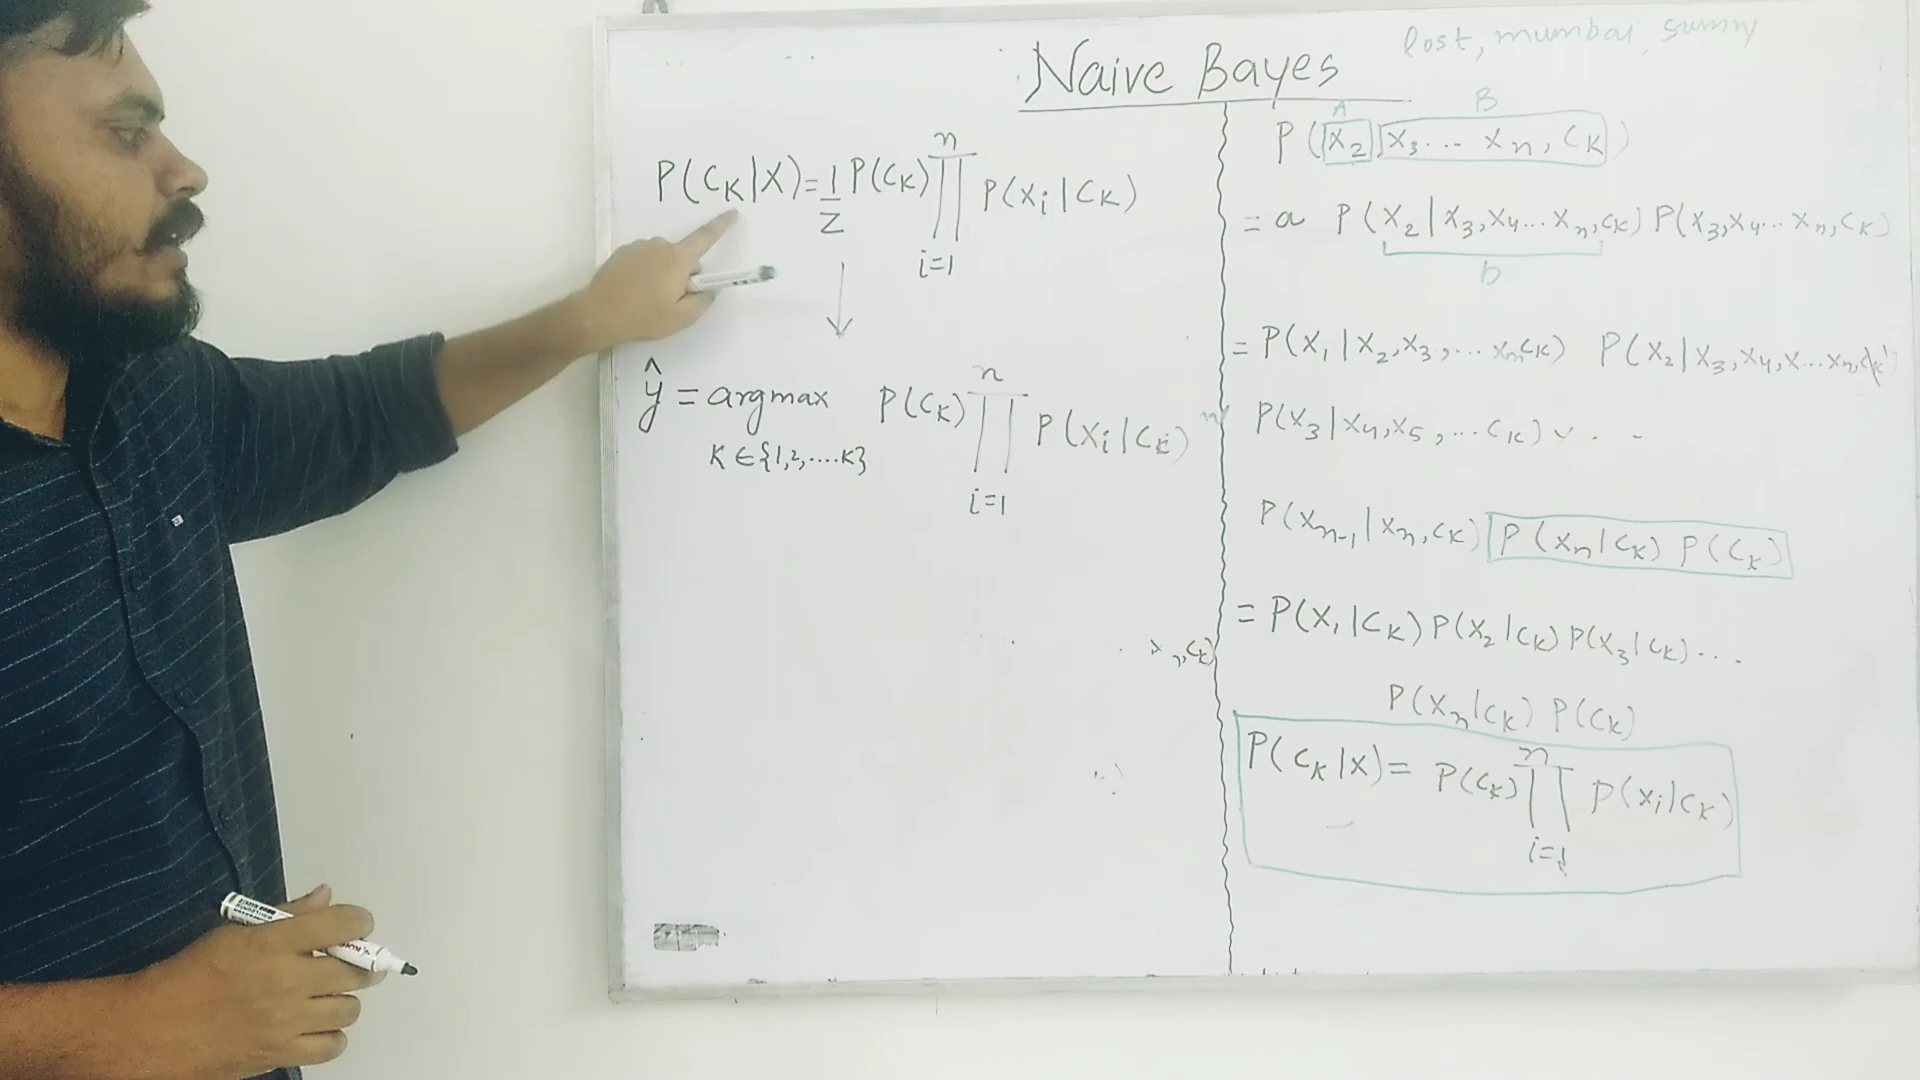 Naive Bayes
lost, mumbai, sunny
P(CK|X) = 1/Z P(CK) n ∏ i=1 P(xi|CK)
ŷ = argmax K∈{1,2,....K} P(CK) n ∏ i=1 P(xi|CK)
xn,CK)
A B
P(x2, x3... xn, CK)
= a P(x2|x3,x4...xn,CK) P(x3,x4...xn,CK)
b
= P(x1|x2,x3,...xn,CK) P(x2|x3,x4,x...xn,CK)
P(x3|x4,x5,...CK) . -
P(xn-1|xn,CK) P(xn|CK) P(CK)
= P(x1|CK) P(x2|CK) P(x3|CK)...
P(xn|CK) P(CK)
P(CK|X) = P(CK) n ∏ i=1 P(xi|CK)